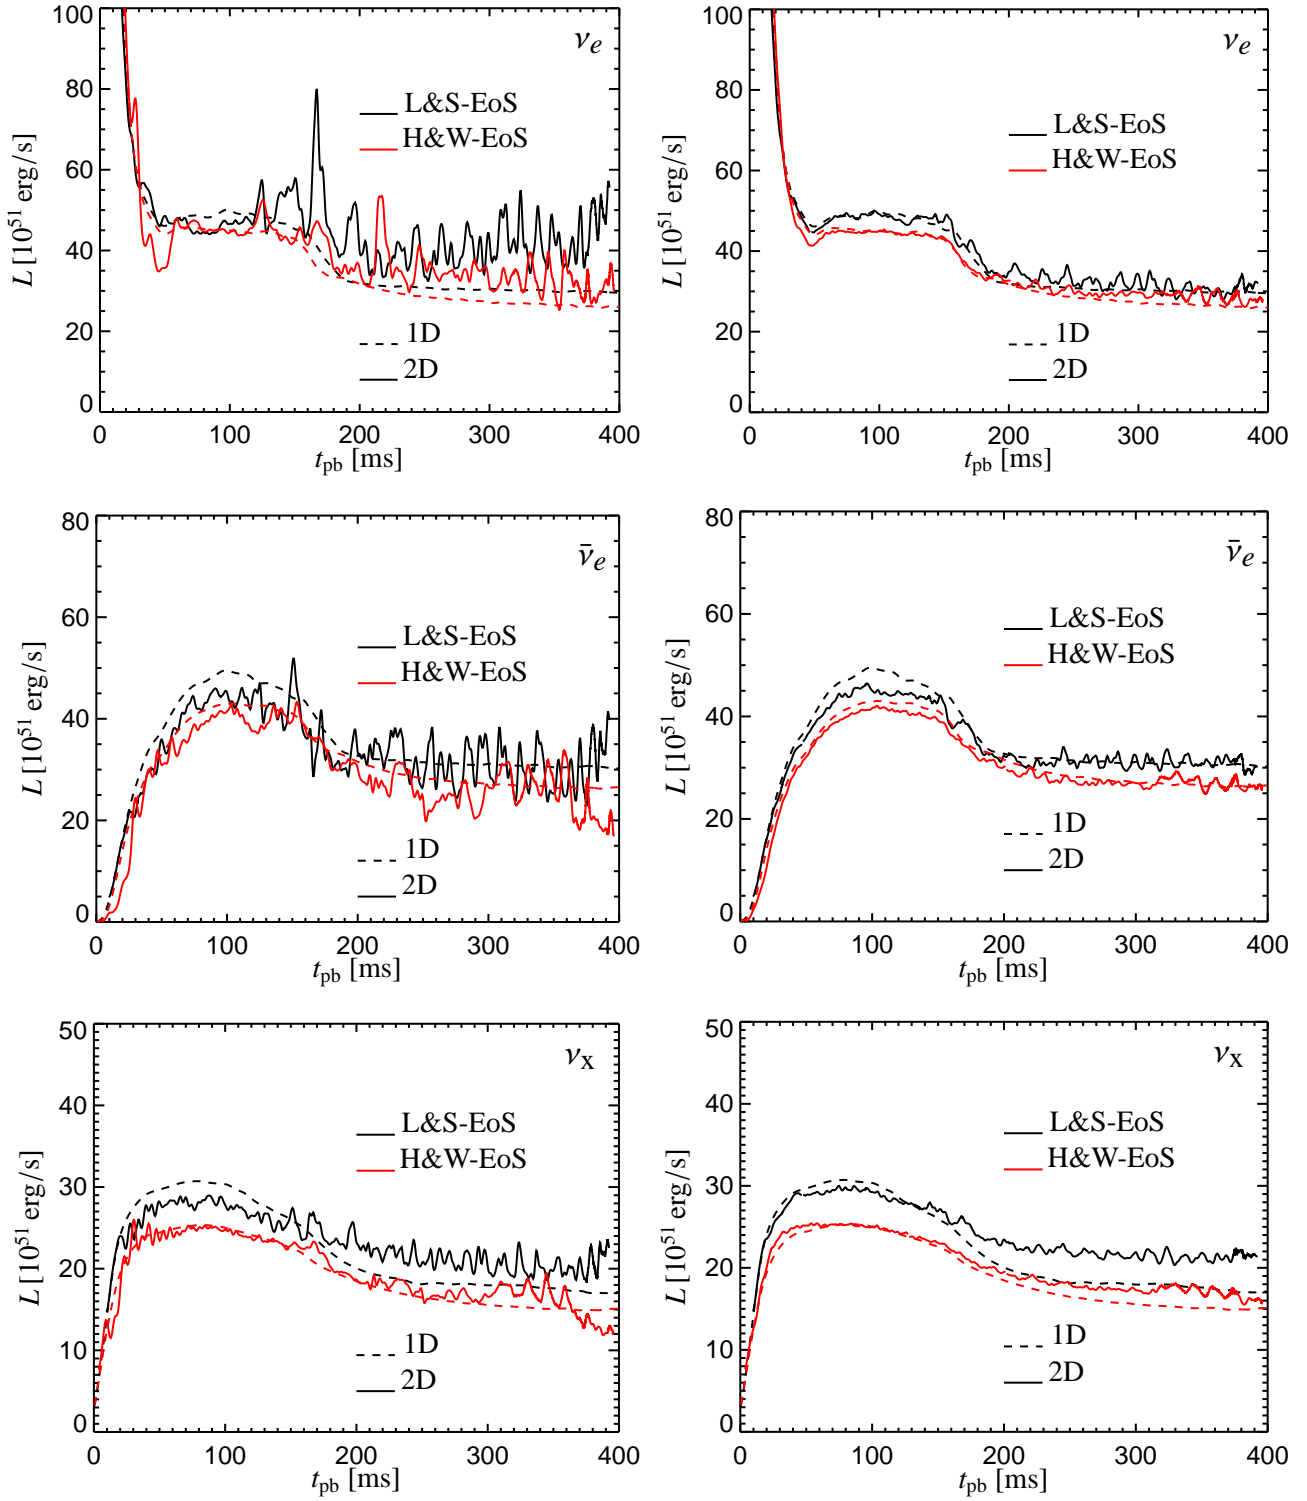 100
80
60
40
20
0
L [10^51 erg/s]
ν_e
L&S-EoS
H&W-EoS
1D
2D
0 100 200 300 400
t_pb [ms]
100
80
60
40
20
0
L [10^51 erg/s]
ν_e
L&S-EoS
H&W-EoS
1D
2D
0 100 200 300 400
t_pb [ms]
80
60
40
20
0
L [10^51 erg/s]
ν̄_e
L&S-EoS
H&W-EoS
1D
2D
0 100 200 300 400
t_pb [ms]
80
60
40
20
0
L [10^51 erg/s]
ν̄_e
L&S-EoS
H&W-EoS
1D
2D
0 100 200 300 400
t_pb [ms]
50
40
30
20
10
0
L [10^51 erg/s]
ν_x
L&S-EoS
H&W-EoS
1D
2D
0 100 200 300 400
t_pb [ms]
50
40
30
20
10
0
L [10^51 erg/s]
ν_x
L&S-EoS
H&W-EoS
1D
2D
0 100 200 300 400
t_pb [ms]